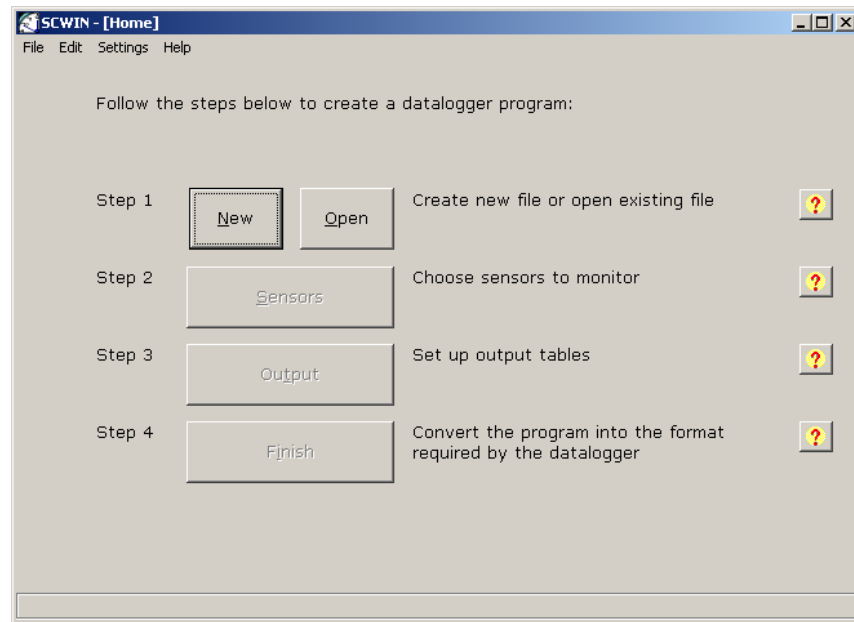 SCWIN - [Home]
File Edit Settings Help
Follow the steps below to create a datalogger program:
Step 1 New Open Create new file or open existing file ?
Step 2 Sensors Choose sensors to monitor ?
Step 3 Output Set up output tables ?
Step 4 Finish Convert the program into the format
required by the datalogger ?